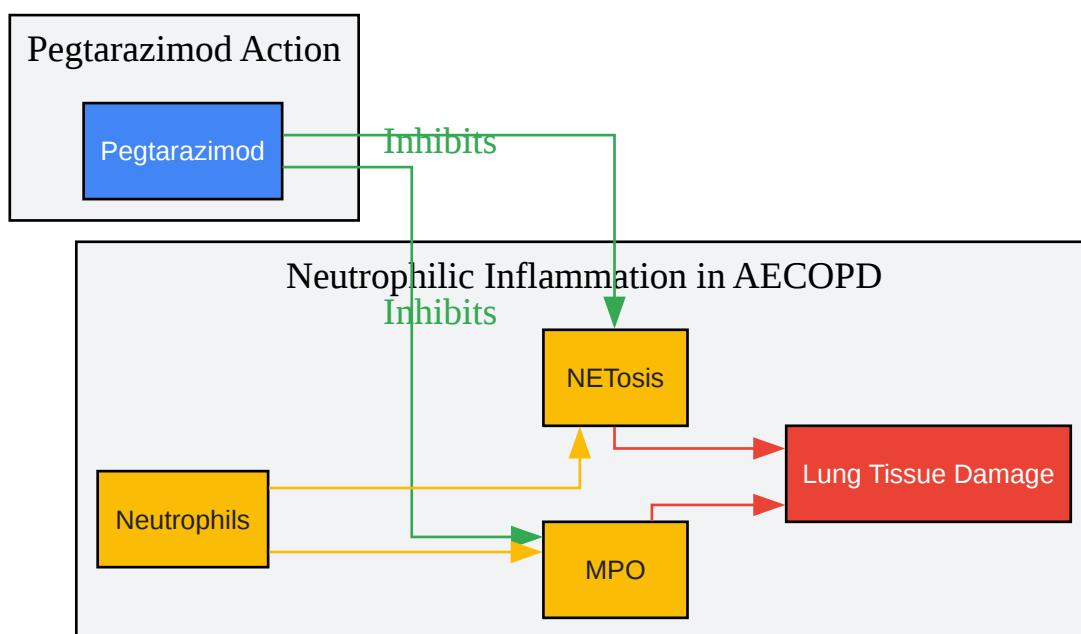 Pegtarazimod Action
Pegtarazimod
Inhibits
Neutrophilic Inflammation in AECOPD
Inhibits
NETosis
Lung Tissue Damage
Neutrophils
MPO